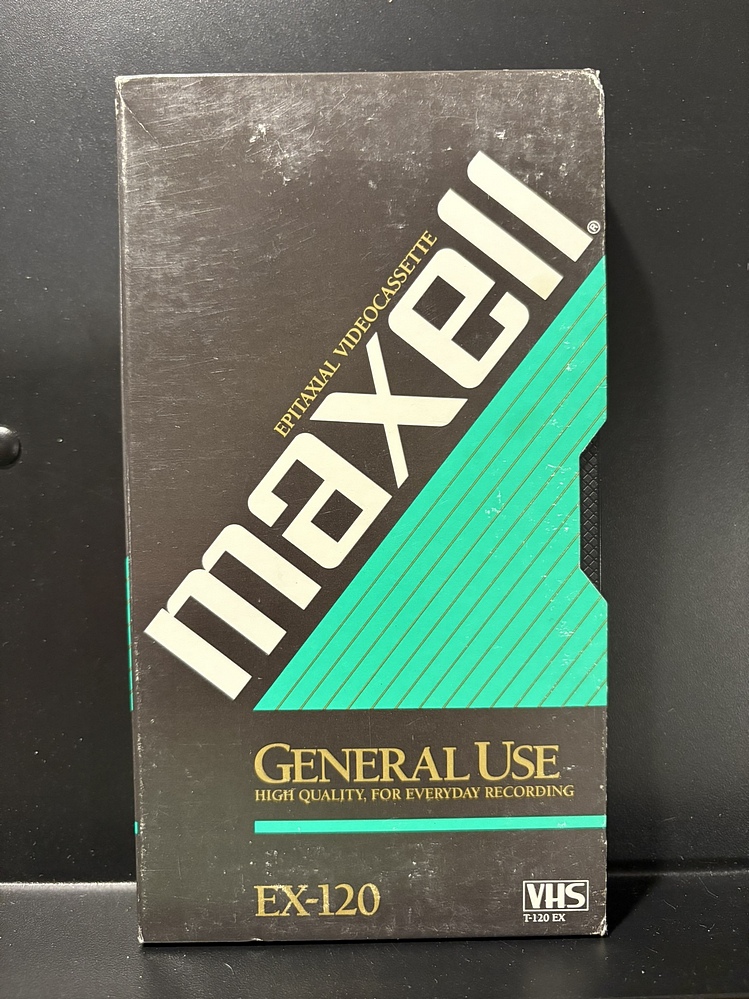 EPITAXIAL VIDEOCASSETTE
maxell®
GENERAL USE
HIGH QUALITY, FOR EVERYDAY RECORDING
EX-120
VHS
T-120 EX